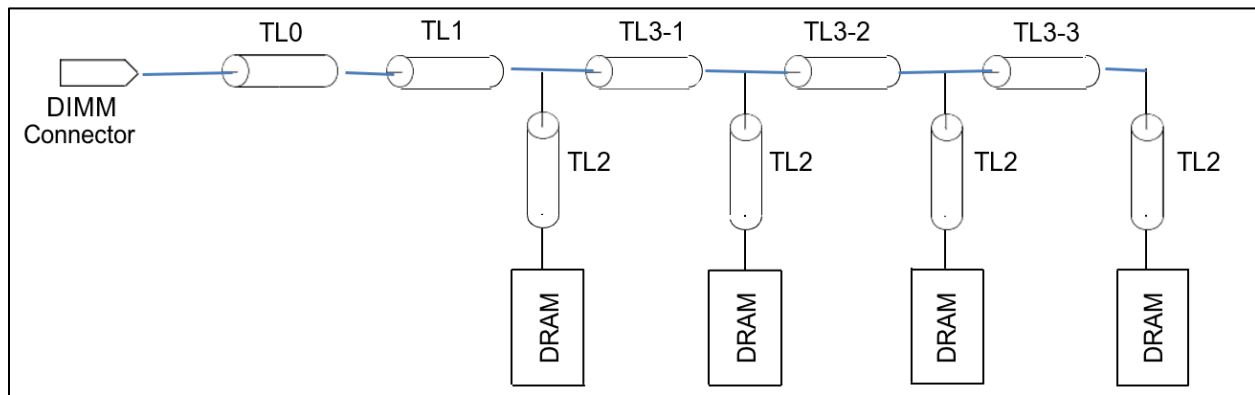 TL0
TL1
TL3-1
TL3-2
TL3-3
DIMM
Connector
TL2
TL2
TL2
TL2
DRAM
DRAM
DRAM
DRAM